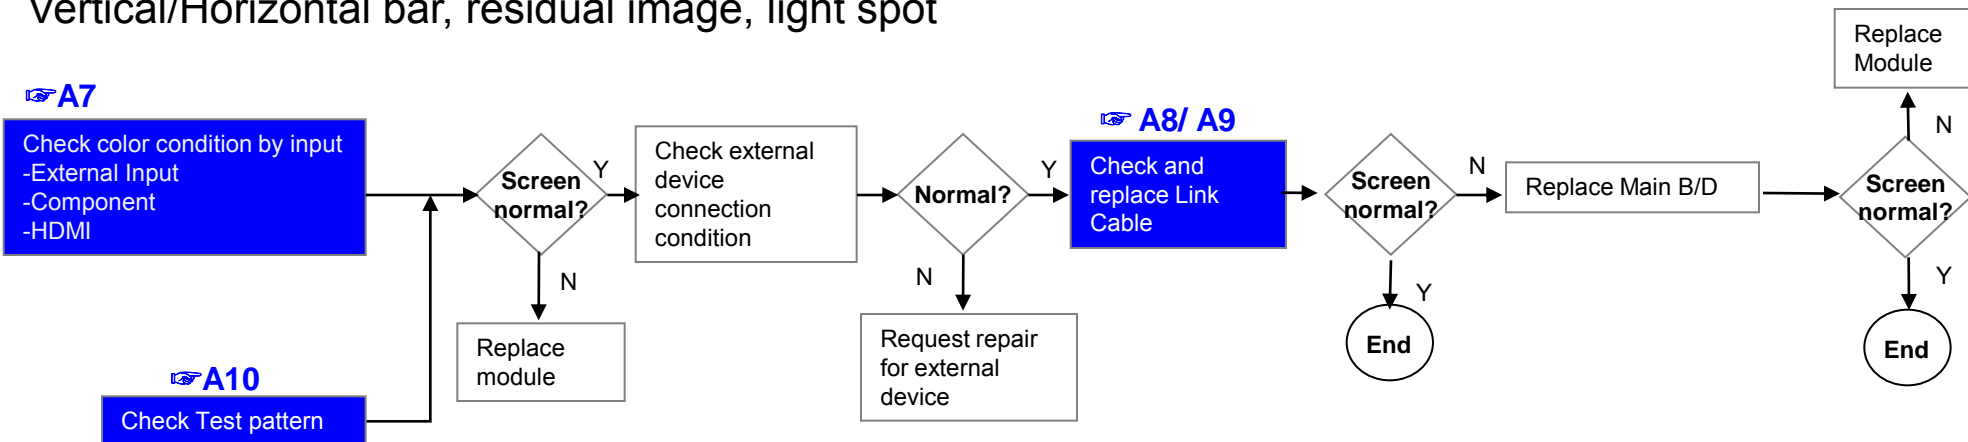 Vertical/Horizontal bar, residual image, light spot
☞A7
Check color condition by input
-External Input
-Component
-HDMI
☞A10
Check Test pattern
Screen
normal?
Y
N
Replace
module
Check external
device
connection
condition
Normal?
Y
N
Request repair
for external
device
☞ A8/ A9
Check and
replace Link
Cable
Screen
normal?
N
Y
End
Replace Main B/D
Screen
normal?
N
Replace
Module
Y
End